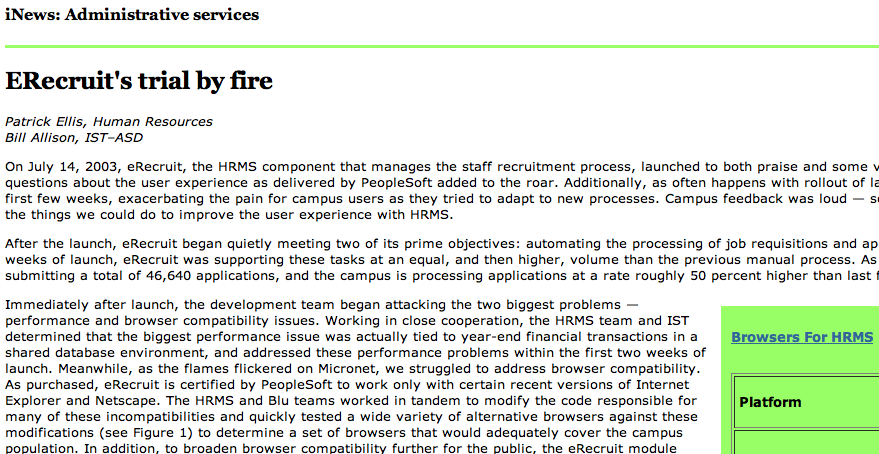 iNews: Administrative services
ERecruit's trial by fire
Patrick Ellis, Human Resources
Bill Allison, IST–ASD
On July 14, 2003, eRecruit, the HRMS component that manages the staff recruitment process, launched to both praise and some
questions about the user experience as delivered by PeopleSoft added to the roar. Additionally, as often happens with rollout of
first few weeks, exacerbating the pain for campus users as they tried to adapt to new processes. Campus feedback was loud —
the things we could do to improve the user experience with HRMS.
After the launch, eRecruit began quietly meeting two of its prime objectives: automating the processing of job requisitions and
weeks of launch, eRecruit was supporting these tasks at an equal, and then higher, volume than the previous manual process. As
submitting a total of 46,640 applications, and the campus is processing applications at a rate roughly 50 percent higher than last
Immediately after launch, the development team began attacking the two biggest problems —
performance and browser compatibility issues. Working in close cooperation, the HRMS team and IST
determined that the biggest performance issue was actually tied to year-end financial transactions in a
shared database environment, and addressed these performance problems within the first two weeks of
launch. Meanwhile, as the flames flickered on Micronet, we struggled to address browser compatibility.
As purchased, eRecruit is certified by PeopleSoft to work only with certain recent versions of Internet
Explorer and Netscape. The HRMS and Blu teams worked in tandem to modify the code responsible for
many of these incompatibilities and quickly tested a wide variety of alternative browsers against these
modifications (see Figure 1) to determine a set of browsers that would adequately cover the campus
population. In addition, to broaden browser compatibility further for the public, the eRecruit module
Browsers For HRMS
Platform